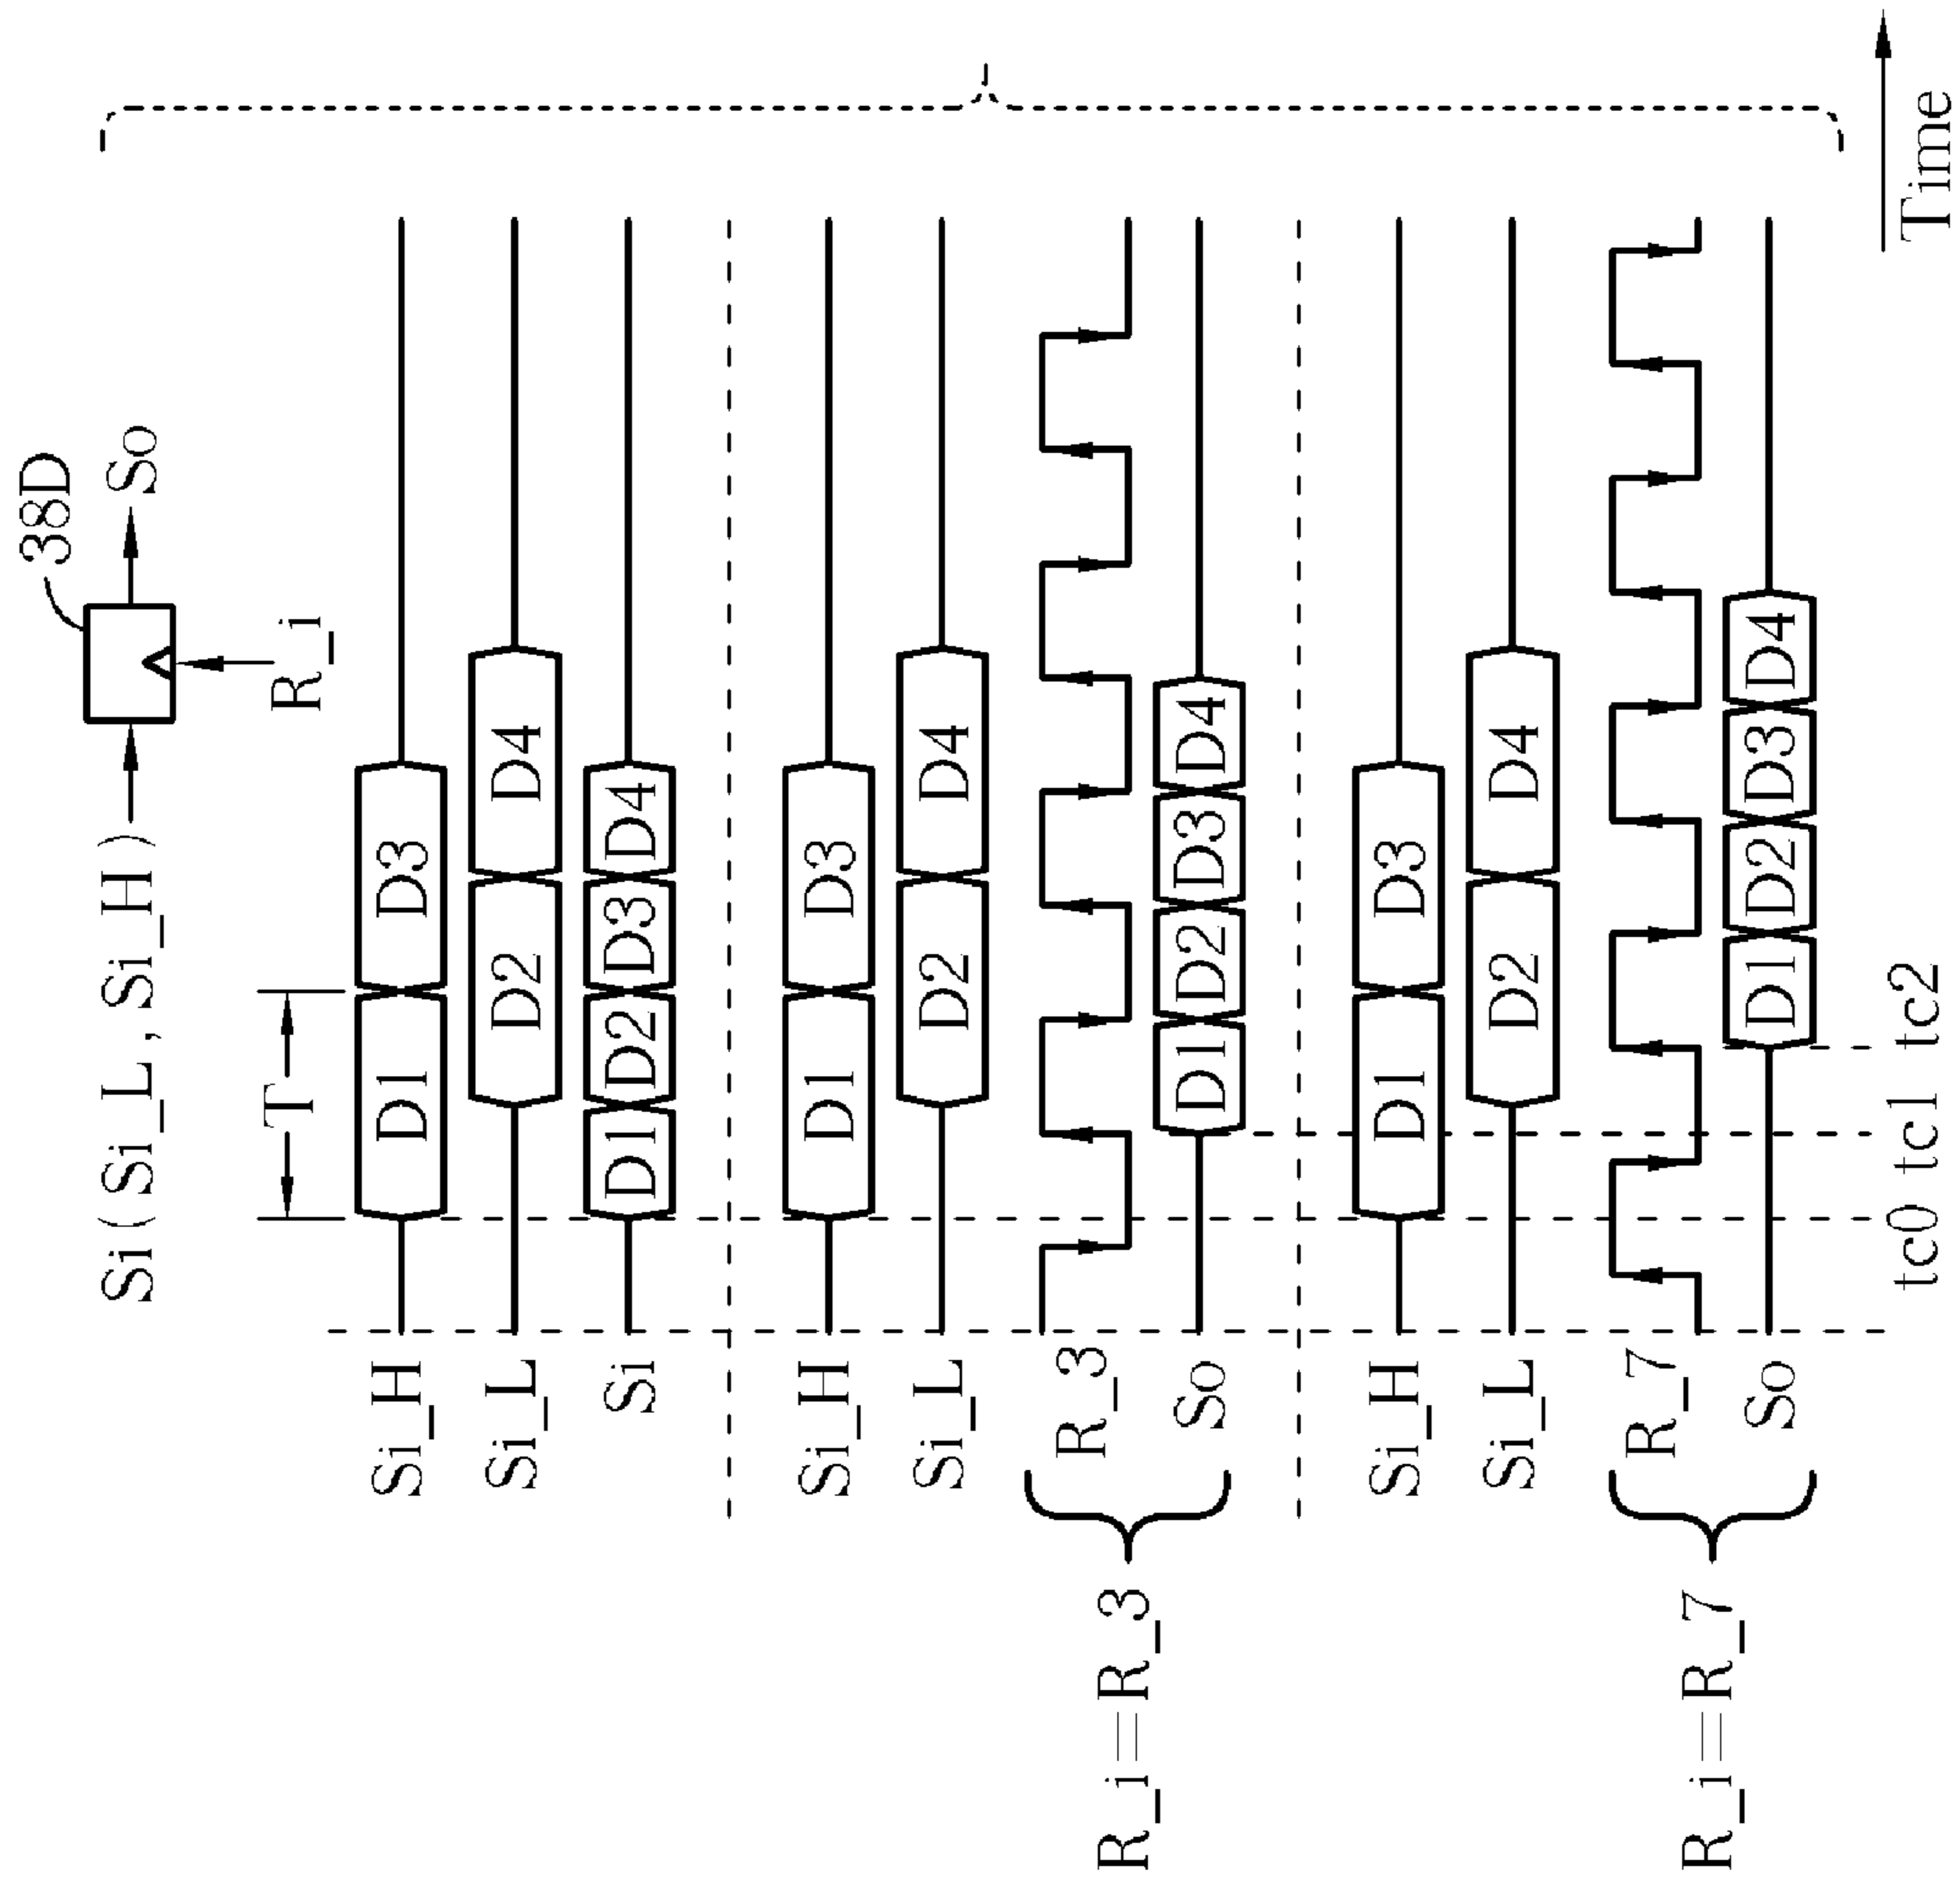 38D
Si(Si_L, Si_H)
So
R_i
T
Si_H
D1
D3
Si_L
D2
D4
Si
D1
D2
D3
D4
Si_H
D1
D3
Si_L
D2
D4
R_i=R_3
R_3
So
D1
D2
D3
D4
Si_H
D1
D3
Si_L
D2
D4
R_i=R_7
R_7
So
D1
D2
D3
D4
tc0
tc1
tc2
Time